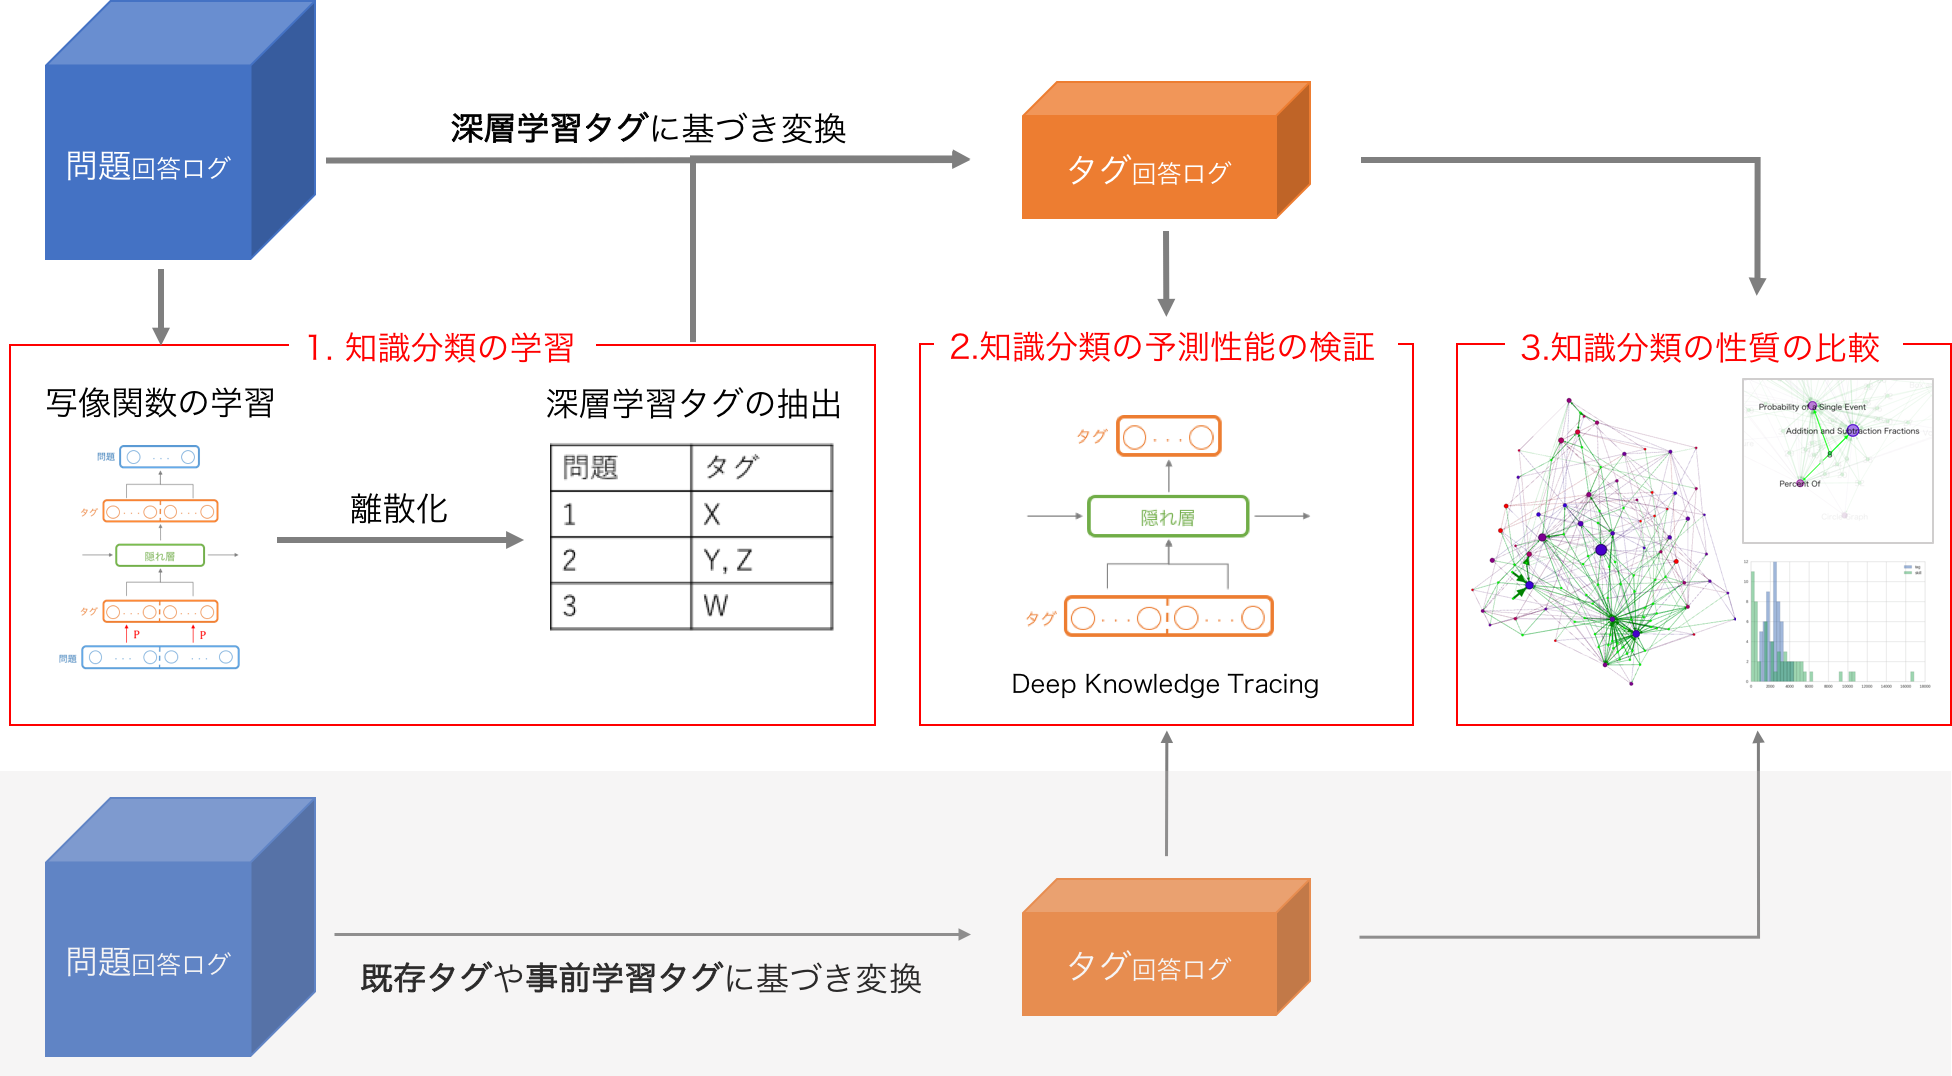 問題回答ログ
深層学習タグに基づき変換
タグ回答ログ
1. 知識分類の学習
写像関数の学習
問題
. . .
タグ
. . . . . .
隠れ層
タグ
. . . . . .
P P
問題
. . . . . .
離散化
深層学習タグの抽出
問題 タグ
1 X
2 Y, Z
3 W
2.知識分類の予測性能の検証
タグ
. . .
隠れ層
タグ
. . . . . .
Deep Knowledge Tracing
3.知識分類の性質の比較
Probability of a Single Event
Addition and Subtraction Fractions
Percent Of
問題回答ログ
既存タグや事前学習タグに基づき変換
タグ回答ログ